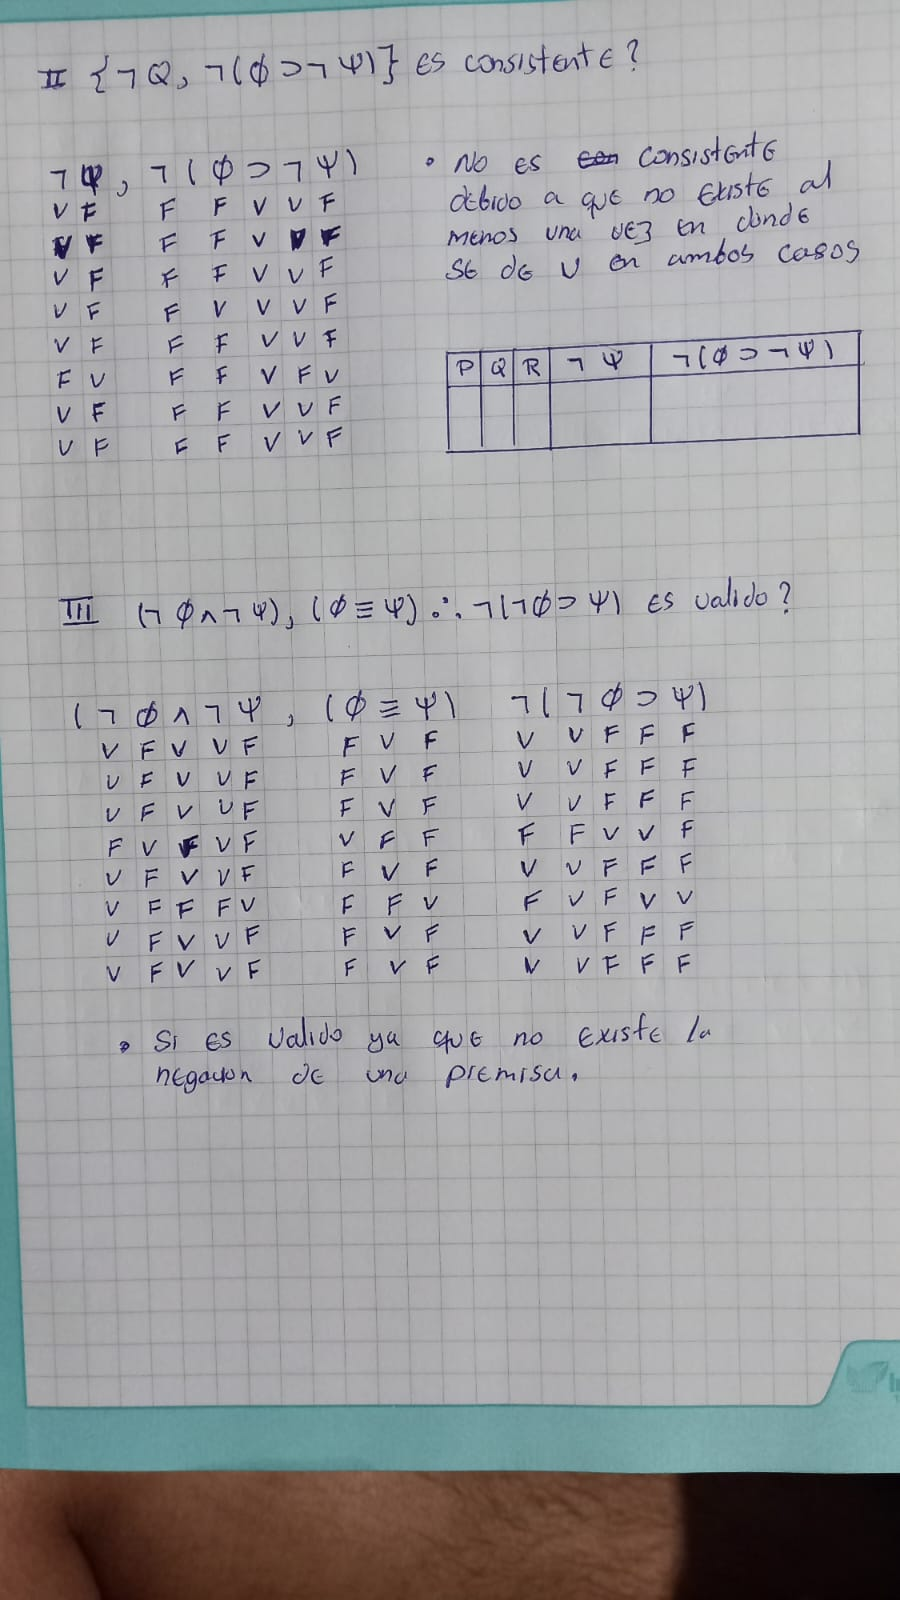 II {¬Q, ¬(ϕ ⊃ ¬Ψ)} ES consistentE?
¬Ψ, ¬(ϕ ⊃ ¬Ψ)
V F F F V V F
V F F F V V F
V F F F V V F
V F F V V V F
V F F F V V F
F V F F V F V
V F F F V V F
V F F F V V F
• No ES consistentE
debido a quE no ExistE al
menos una vez En dondE
SE dE V En ambos casos
P Q R ¬Ψ ¬(ϕ ⊃ ¬Ψ)
III (¬ϕ ∧ ¬Ψ), (ϕ ≡ Ψ) ∴ ¬(¬ϕ ⊃ Ψ) ES valido?
(¬ϕ ∧ ¬Ψ, (ϕ ≡ Ψ) ¬(¬ϕ ⊃ Ψ)
V F V V F F V F V V F F F
V F V V F F V F V V F F F
V F V V F F V F V V F F F
F V F V F V F F F F V V F
V F V V F F V F V V F F F
V F F F V F F V F V F V V
V F V V F F V F V V F F F
V F V V F F V F V V F F F
• Si ES valido ya quE no ExistE la
negacion dE una premisa.